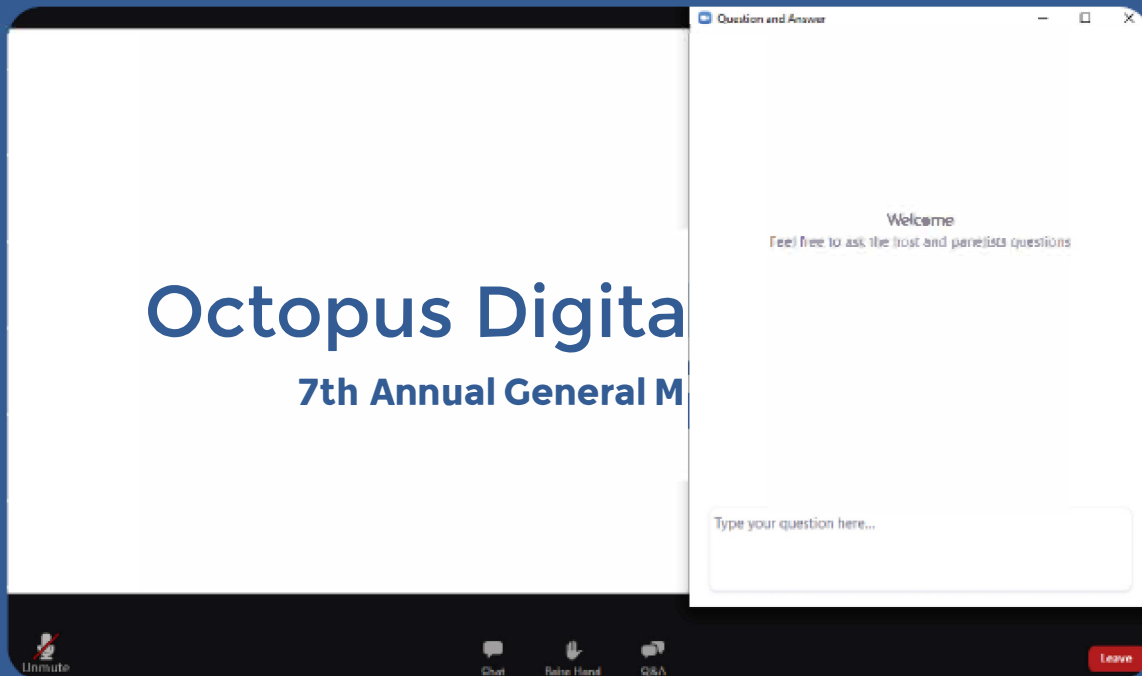 Question and Answer
Welcome
Feel free to ask the host and panelists questions
Octopus Digita
7th Annual General M
Type your question here...
Unmute
Chat
Raise Hand
Q&A
Leave